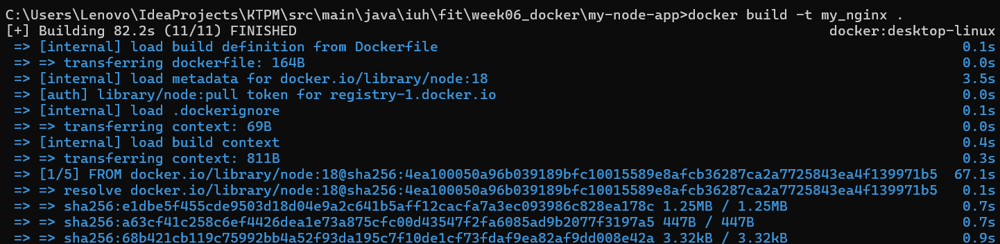 C:\Users\Lenovo\IdeaProjects\KTPM\src\main\java\iuh\fit\week06_docker\my-node-app>docker build -t my_nginx .
[+] Building 82.2s (11/11) FINISHED docker:desktop-linux
=> [internal] load build definition from Dockerfile 0.1s
=> => transferring dockerfile: 164B 0.0s
=> [internal] load metadata for docker.io/library/node:18 3.5s
=> [auth] library/node:pull token for registry-1.docker.io 0.0s
=> [internal] load .dockerignore 0.1s
=> => transferring context: 69B 0.0s
=> [internal] load build context 0.4s
=> => transferring context: 811B 0.3s
=> [1/5] FROM docker.io/library/node:18@sha256:4ea100050a96b039189bfc10015589e8afcb36287ca2a7725843ea4f139971b5 67.1s
=> => resolve docker.io/library/node:18@sha256:4ea100050a96b039189bfc10015589e8afcb36287ca2a7725843ea4f139971b5 0.1s
=> => sha256:e1dbe5f455cde9503d18d04e9a2c641b5aff12cacfa7a3ec093986c828ea178c 1.25MB / 1.25MB 0.7s
=> => sha256:a63cf41c258c6ef4426dea1e73a875cfc00d43547f2fa6085ad9b2077f3197a5 447B / 447B 0.7s
=> => sha256:68b421cb119c75992bb4a52f93da195c7f10de1cf73fdaf9ea82af9dd008e42a 3.32kB / 3.32kB 0.9s